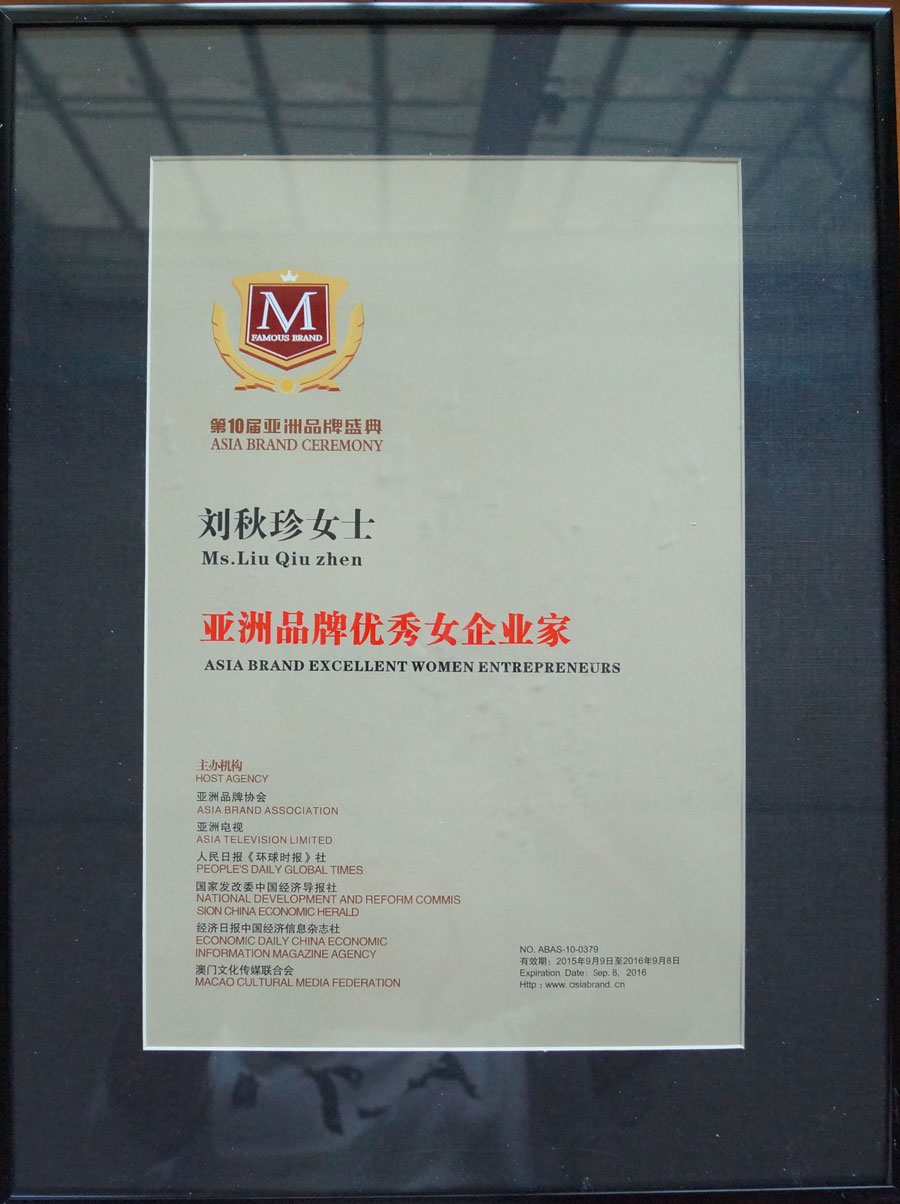 M
FAMOUS BRAND
第10届亚洲品牌盛典
ASIA BRAND CEREMONY
刘秋珍女士
Ms.Liu Qiu zhen
亚洲品牌优秀女企业家
ASIA BRAND EXCELLENT WOMEN ENTREPRENEURS
主办机构
HOST AGENCY
亚洲品牌协会
ASIA BRAND ASSOCIATION
亚洲电视
ASIA TELEVISION LIMITED
人民日报《环球时报》社
PEOPLE'S DAILY GLOBAL TIMES
国家发改委中国经济导报社
NATIONAL DEVELOPMENT AND REFORM COMMIS
SION CHINA ECONOMIC HERALD
经济日报中国经济信息杂志社
ECONOMIC DAILY CHINA ECONOMIC
INFORMATION MAGAZINE AGENCY
澳门文化传媒联合会
MACAO CULTURAL MEDIA FEDERATION
NO. ABAS-10-0379
有效期：2015年9月9日至2016年9月8日
Expiration Date: Sep. 8, 2016
Http : www. asiabrand. cn